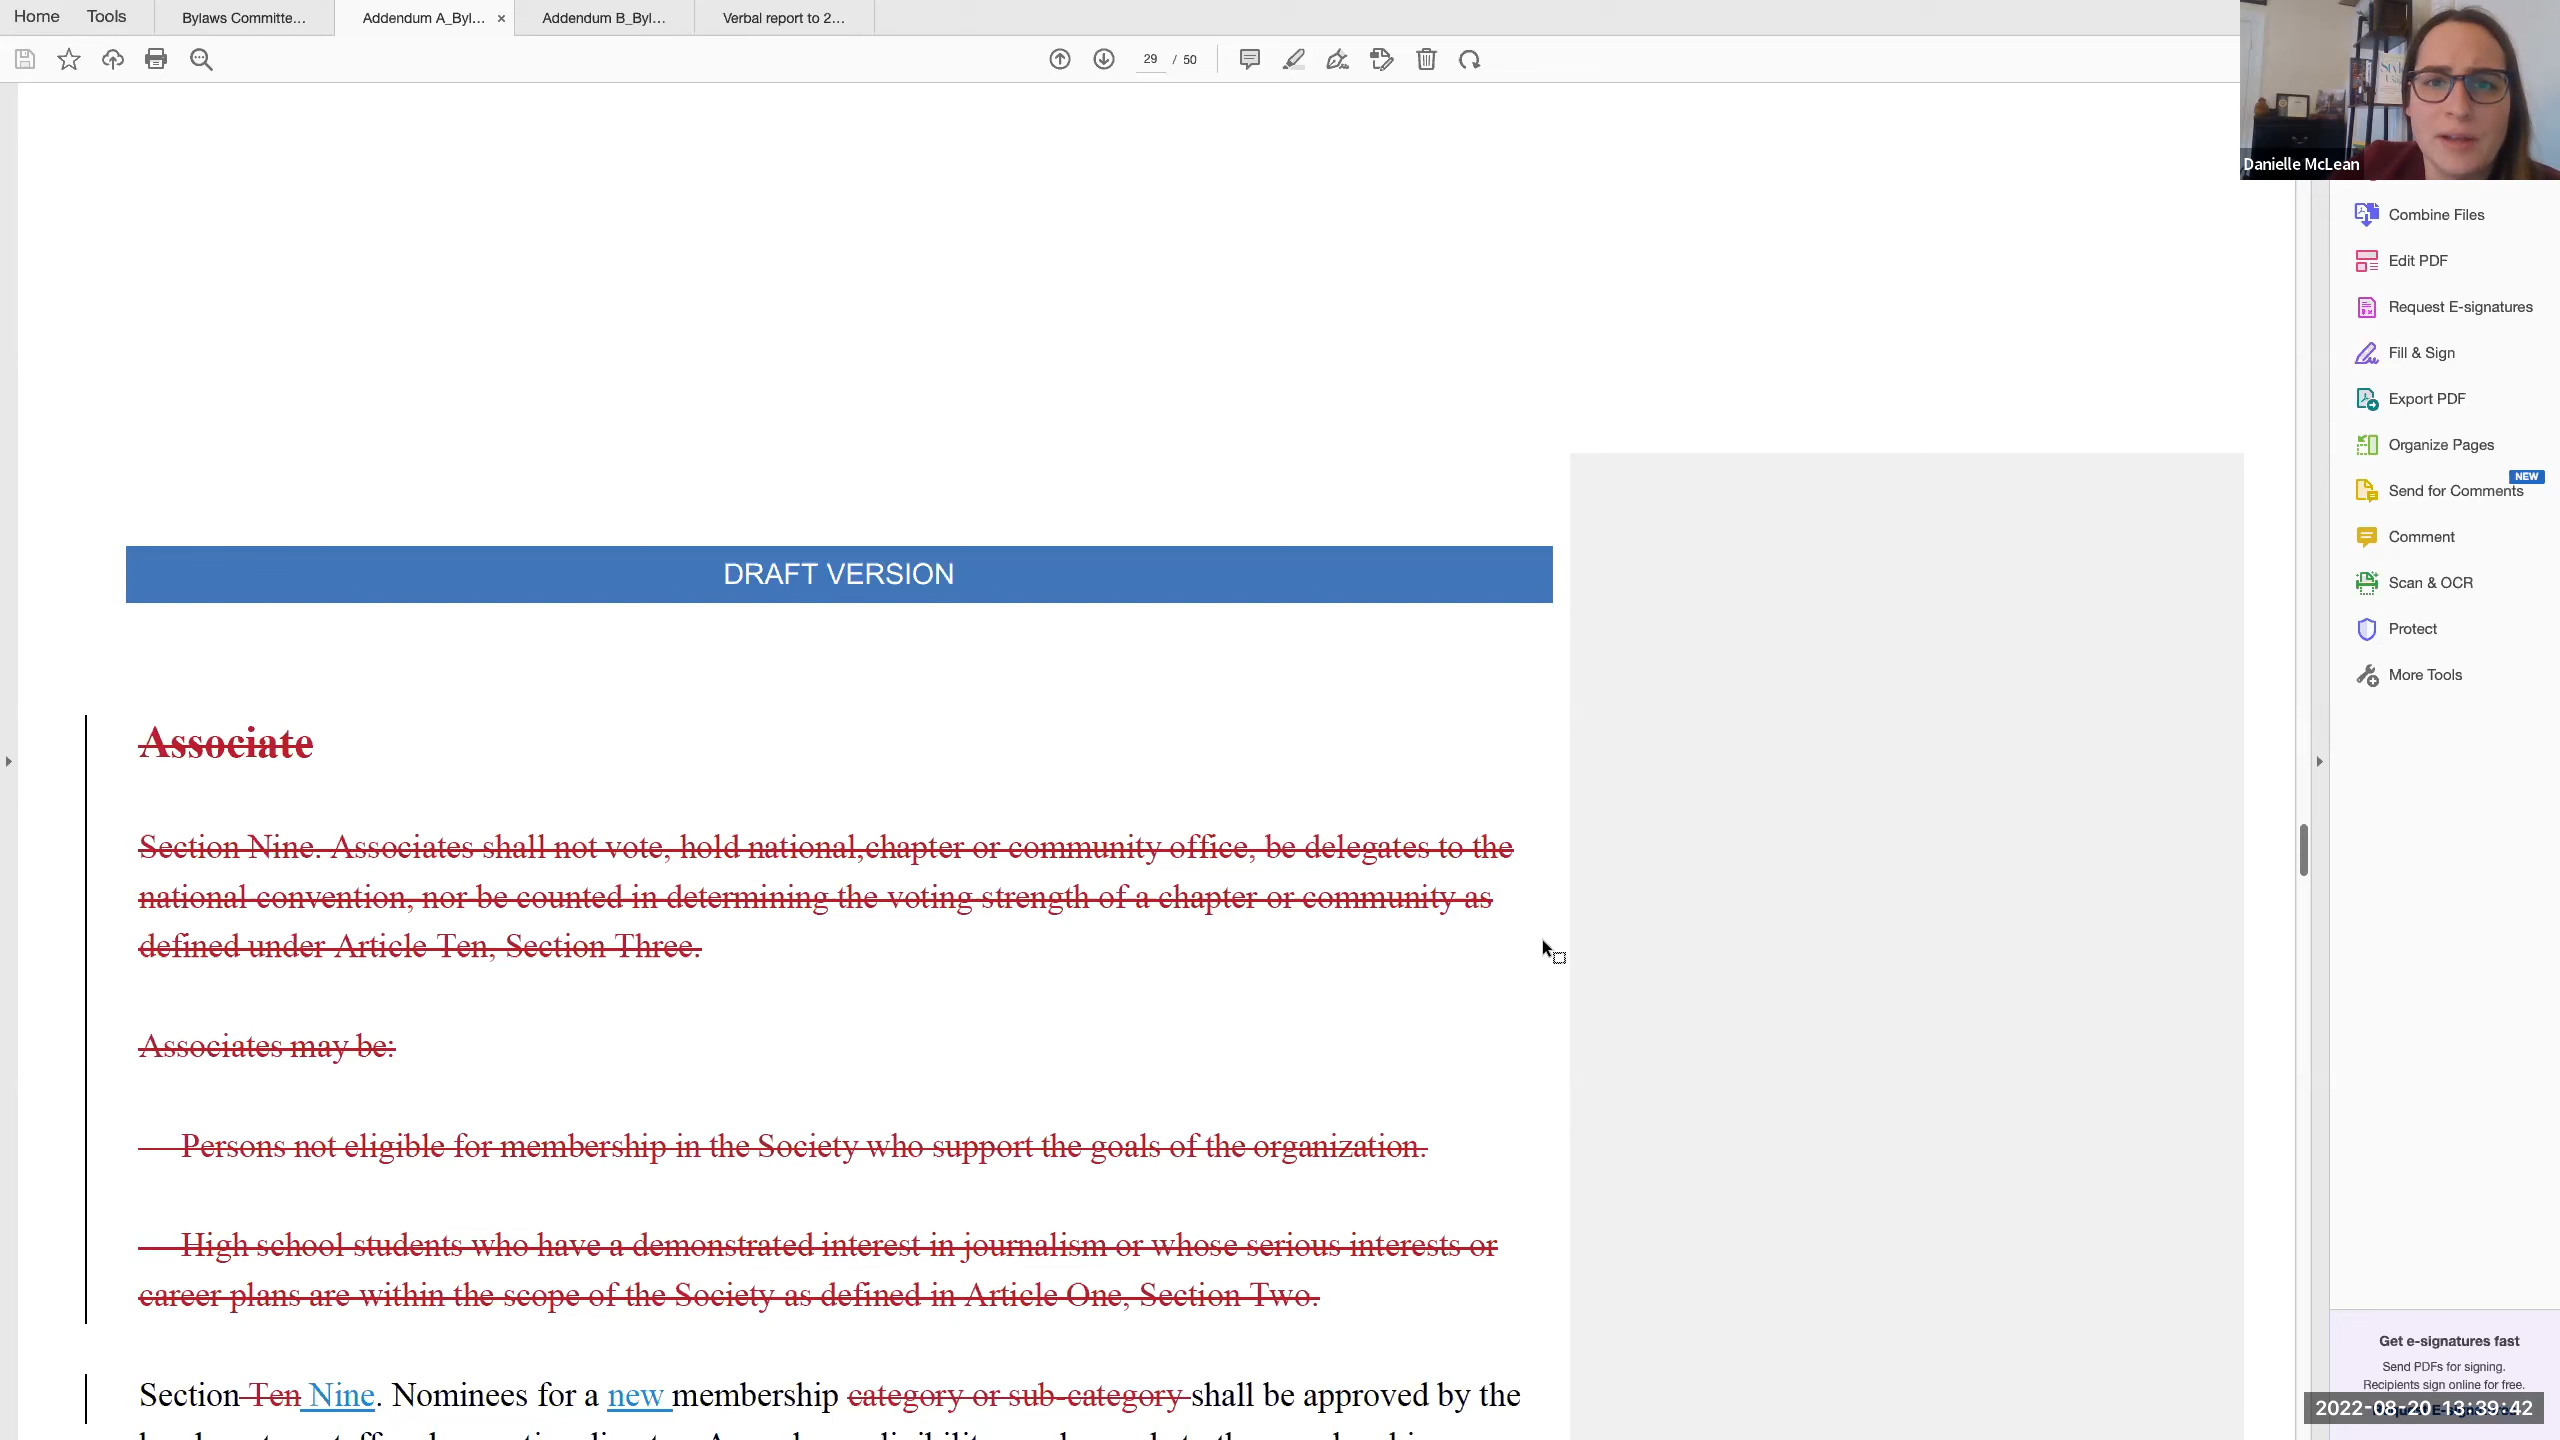 Home Tools Bylaws Committe... Addendum A_Byl... × Addendum B_Byl... Verbal report to 2...
29 / 50
Danielle McLean
Combine Files
Edit PDF
Request E-signatures
Fill & Sign
Export PDF
Organize Pages
NEW
Send for Comments
Comment
Scan & OCR
Protect
More Tools
DRAFT VERSION
Associate
Section Nine. Associates shall not vote, hold national,chapter or community office, be delegates to the
national convention, nor be counted in determining the voting strength of a chapter or community as
defined under Article Ten, Section Three.
Associates may be:
Persons not eligible for membership in the Society who support the goals of the organization.
High school students who have a demonstrated interest in journalism or whose serious interests or
career plans are within the scope of the Society as defined in Article One, Section Two.
Section Ten Nine. Nominees for a new membership category or sub-category shall be approved by the
Get e-signatures fast
Send PDFs for signing.
Recipients sign online for free.
2022-08-20 13:39:42